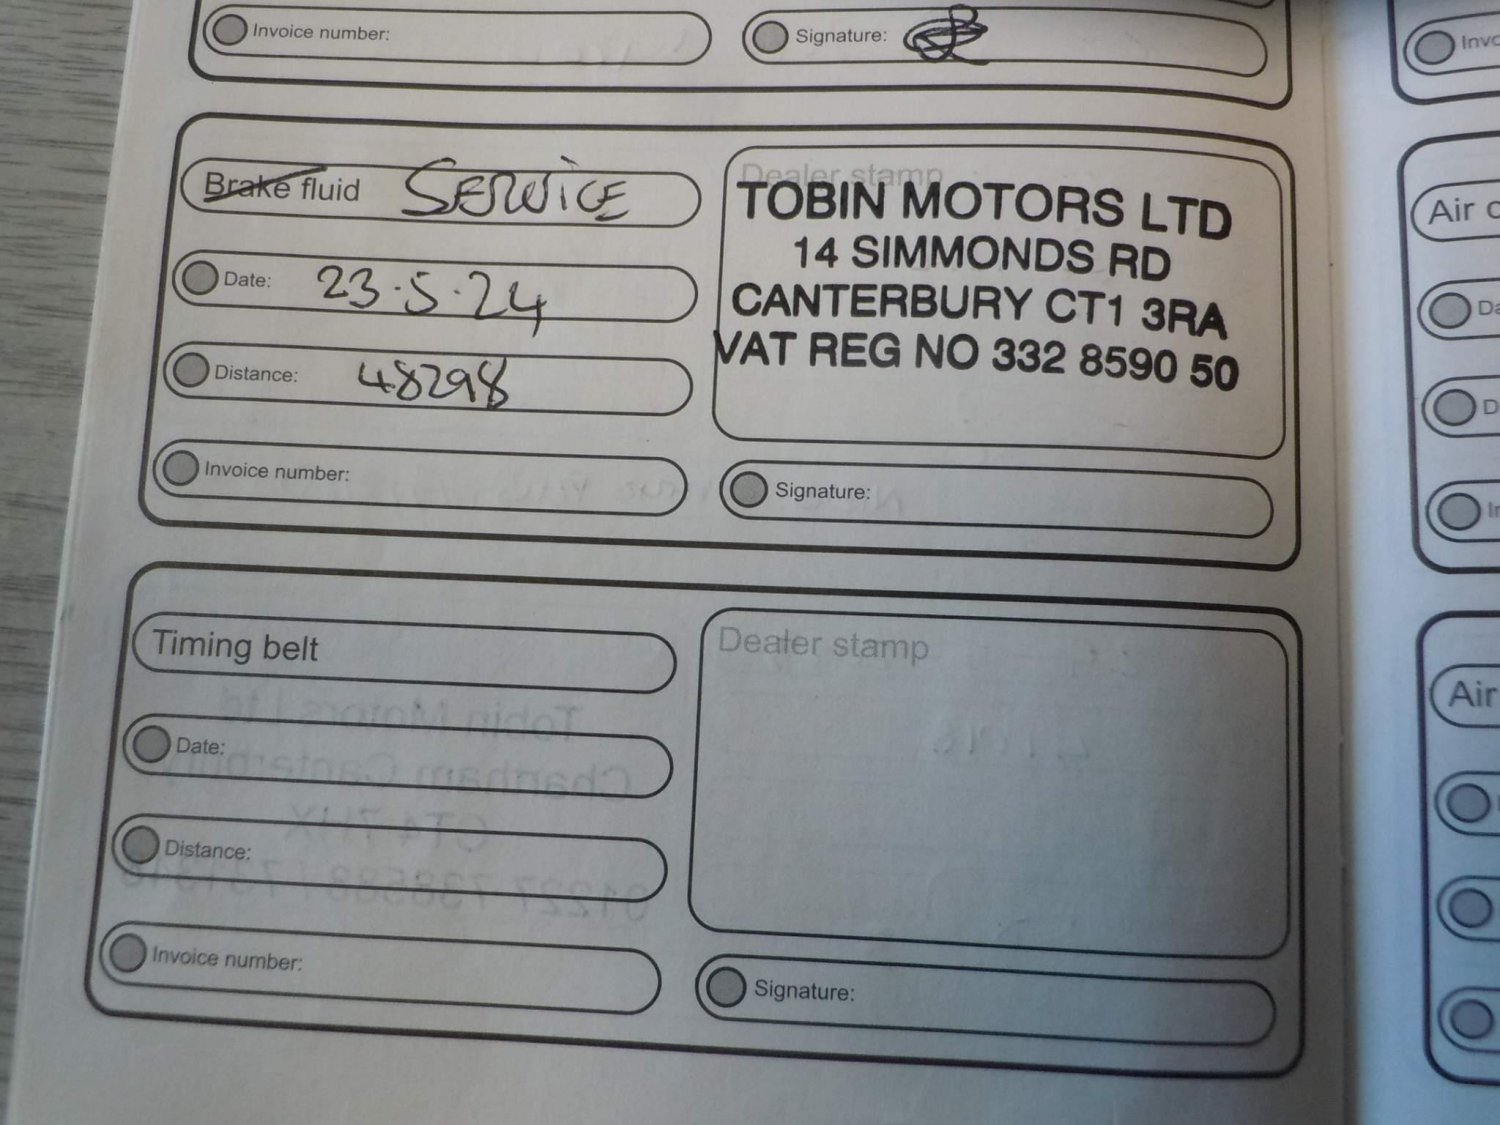 Invoice number:
Signature:
Brake fluid SERVICE
Date: 23.5.24
Distance: 48298
Invoice number:
Dealer stamp
TOBIN MOTORS LTD
14 SIMMONDS RD
CANTERBURY CT1 3RA
VAT REG NO 332 8590 50
Signature:
Timing belt
Date:
Distance:
Invoice number:
Dealer stamp
Signature:
Air
Air